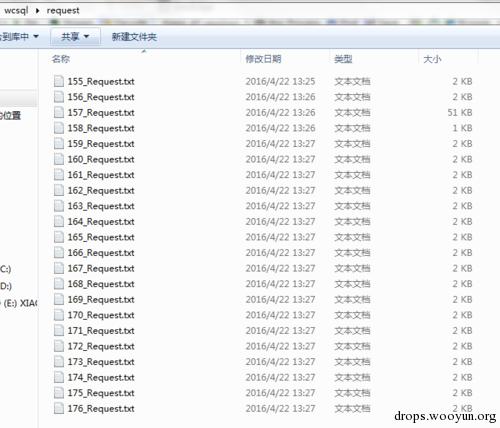 wcsql ▸ request
含到库中 ▾ 共享 ▾ 新建文件夹
名称 修改日期 类型 大小
155_Request.txt 2016/4/22 13:25 文本文档 2 KB
156_Request.txt 2016/4/22 13:26 文本文档 2 KB
157_Request.txt 2016/4/22 13:26 文本文档 51 KB
158_Request.txt 2016/4/22 13:26 文本文档 1 KB
的位置
159_Request.txt 2016/4/22 13:27 文本文档 2 KB
160_Request.txt 2016/4/22 13:27 文本文档 2 KB
161_Request.txt 2016/4/22 13:27 文本文档 2 KB
162_Request.txt 2016/4/22 13:27 文本文档 2 KB
163_Request.txt 2016/4/22 13:27 文本文档 2 KB
164_Request.txt 2016/4/22 13:27 文本文档 2 KB
165_Request.txt 2016/4/22 13:27 文本文档 2 KB
166_Request.txt 2016/4/22 13:27 文本文档 2 KB
C:) 167_Request.txt 2016/4/22 13:27 文本文档 2 KB
D:) 168_Request.txt 2016/4/22 13:27 文本文档 2 KB
(E:) XIAO 169_Request.txt 2016/4/22 13:27 文本文档 2 KB
170_Request.txt 2016/4/22 13:27 文本文档 2 KB
171_Request.txt 2016/4/22 13:27 文本文档 2 KB
172_Request.txt 2016/4/22 13:27 文本文档 2 KB
173_Request.txt 2016/4/22 13:27 文本文档 2 KB
174_Request.txt 2016/4/22 13:27 文本文档 2 KB
175_Request.txt 2016/4/22 13:27 文本文档 2 KB
176_Request.txt 2016/4/22 13:27 文本文档 2 KB
drops.wooyun.org